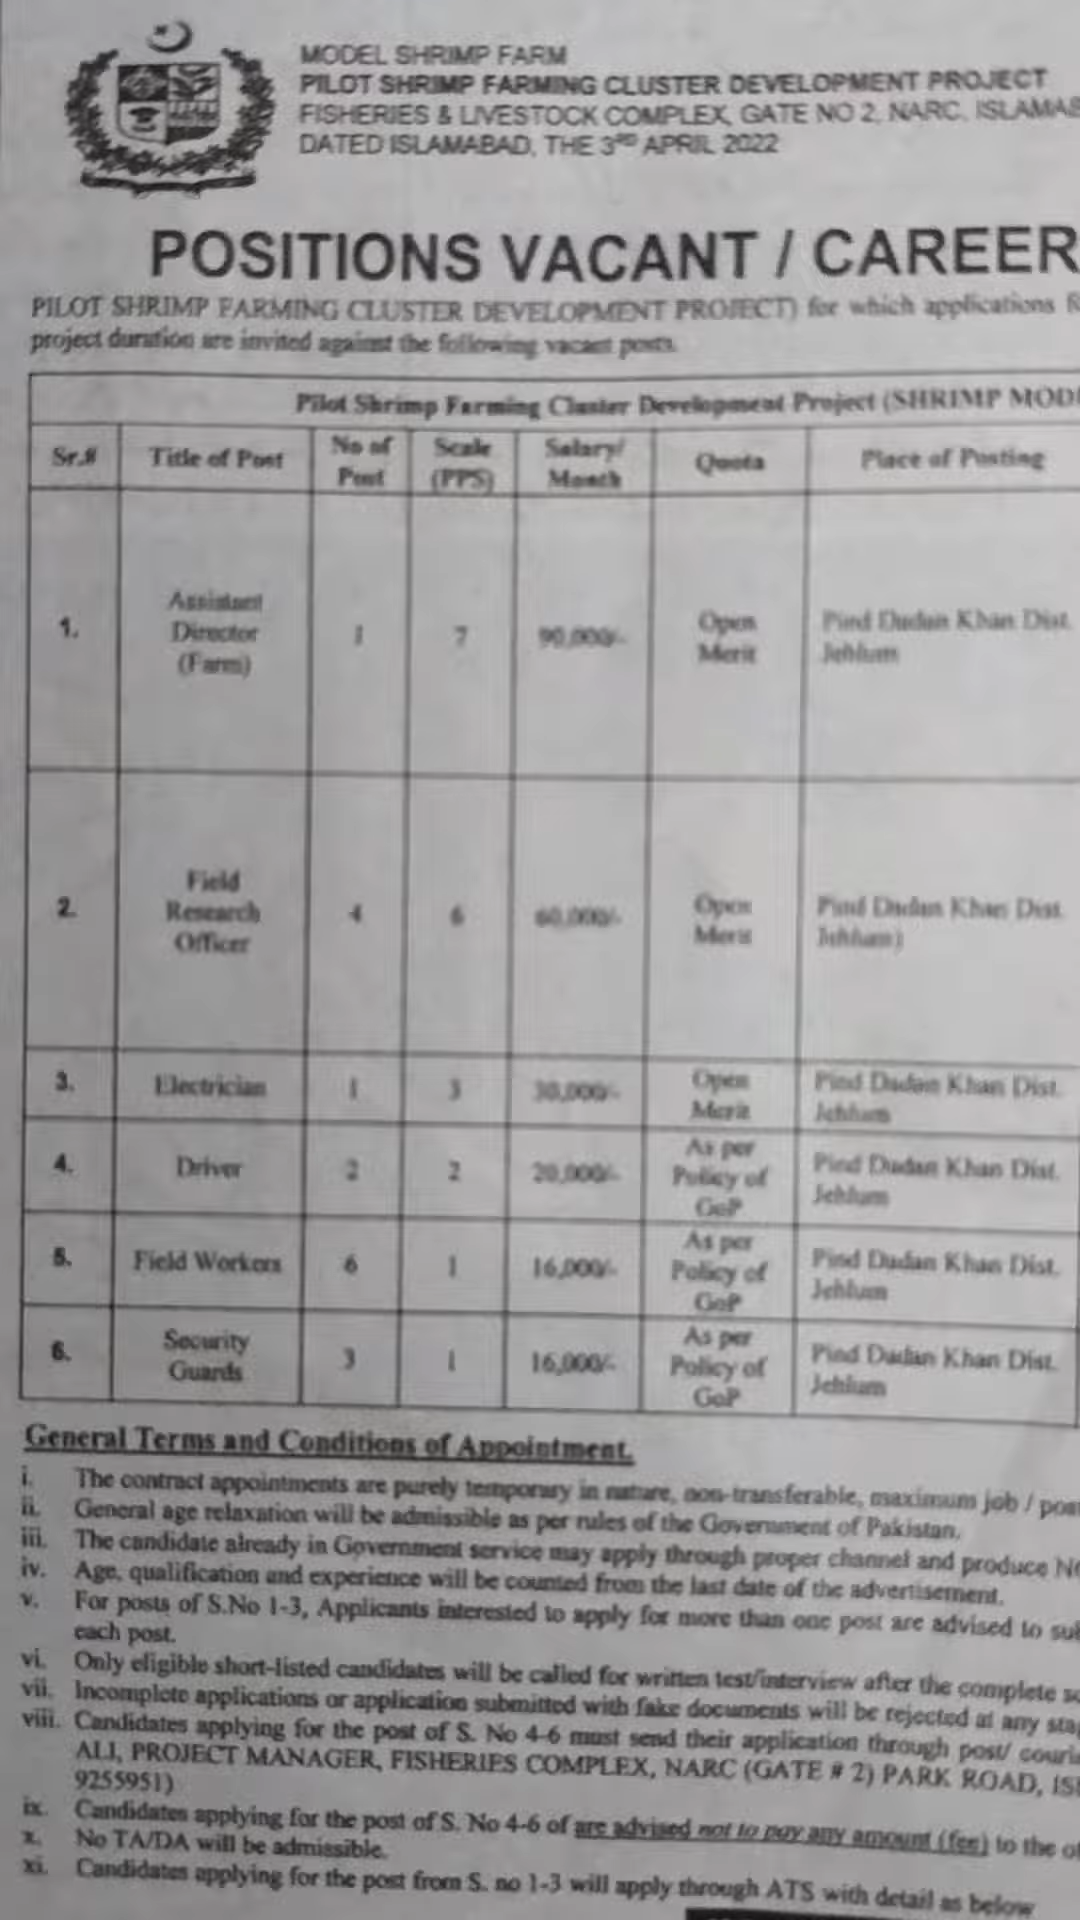 MODEL SHRIMP FARM
PILOT SHRIMP FARMING CLUSTER DEVELOPMENT PROJECT
FISHERIES & LIVESTOCK COMPLEX, GATE NO 2, NARC, ISLAMAB
DATED ISLAMABAD, THE 3RD APRIL 2022
POSITIONS VACANT / CAREER
PILOT SHRIMP FARMING CLUSTER DEVELOPMENT PROJECT) for which applications
project duration are invited against the following vacant posts.
Pilot Shrimp Farming Cluster Development Project (SHRIMP MOD
Sr.# Title of Post No of Post Scale (PPS) Salary/ Month Quota Place of Posting
1. Assistant Director (Farm) 1 7 90,000/- Open Merit Pind Dadan Khan Dist. Jehlum
2. Field Research Officer 4 6 60,000/- Open Merit Pind Dadan Khan Dist. Jehlum)
3. Electrician 1 3 30,000/- Open Merit Pind Dadan Khan Dist. Jehlum
4. Driver 2 2 20,000/- As per Policy of GoP Pind Dadan Khan Dist. Jehlum
5. Field Workers 6 1 16,000/- As per Policy of GoP Pind Dadan Khan Dist. Jehlum
6. Security Guards 3 1 16,000/- As per Policy of GoP Pind Dadan Khan Dist. Jehlum
General Terms and Conditions of Appointment.
i. The contract appointments are purely temporary in nature, non-transferable, maximum job / post
ii. General age relaxation will be admissible as per rules of the Government of Pakistan.
iii. The candidate already in Government service may apply through proper channel and produce NO
iv. Age, qualification and experience will be counted from the last date of the advertisement.
v. For posts of S.No 1-3, Applicants interested to apply for more than one post are advised to sub
each post.
vi. Only eligible short-listed candidates will be called for written test/interview after the complete sc
vii. Incomplete applications or application submitted with fake documents will be rejected at any stag
viii. Candidates applying for the post of S. No 4-6 must send their application through post/ couri
ALI, PROJECT MANAGER, FISHERIES COMPLEX, NARC (GATE # 2) PARK ROAD, ISL
9255951)
ix. Candidates applying for the post of S. No 4-6 of are advised not to pay any amount (fee) to the of
x. No TA/DA will be admissible.
xi. Candidates applying for the post from S. no 1-3 will apply through ATS with detail as below